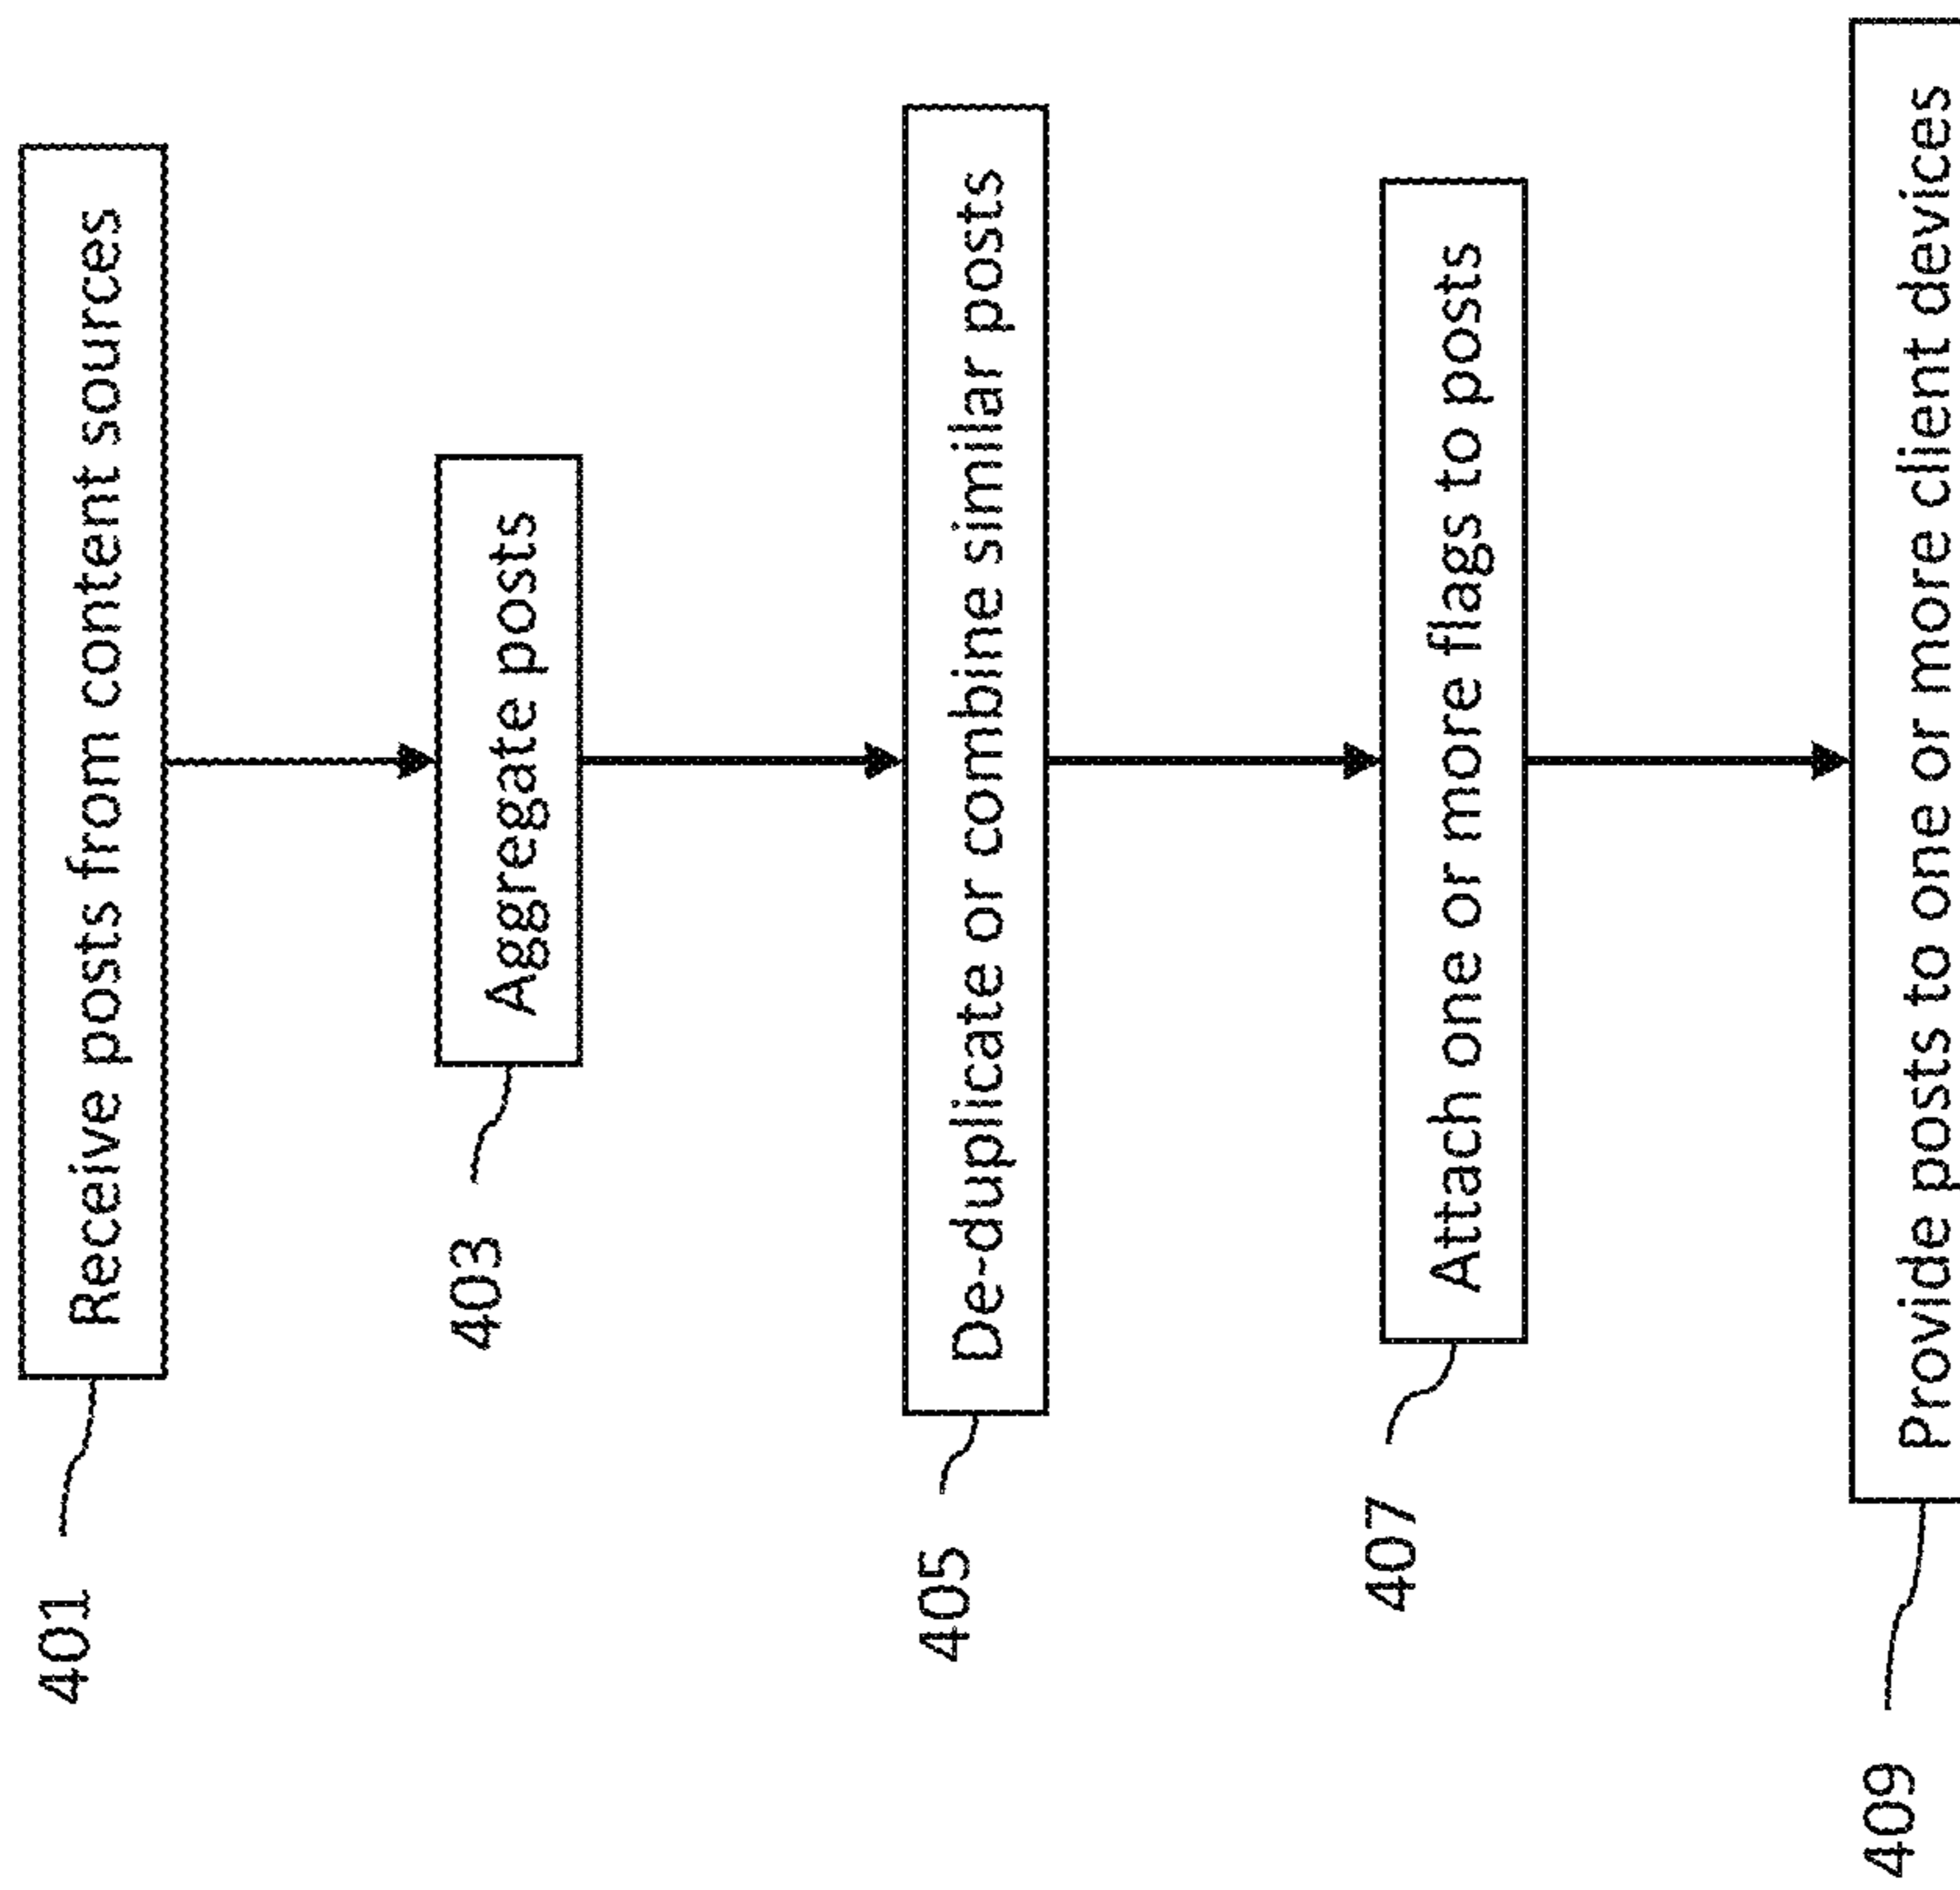 401
Receive posts from content sources
403
Aggregate posts
405
De-duplicate or combine similar posts
407
Attach one or more flags to posts
409
Provide posts to one or more client devices